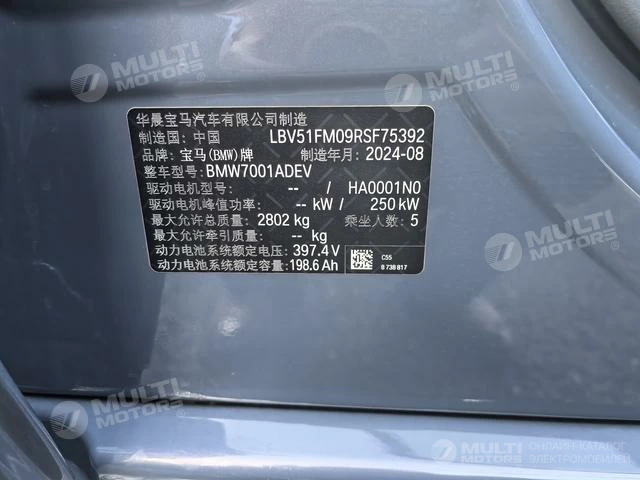 华晨宝马汽车有限公司制造
制造国: 中国 LBV51FM09RSF75392
品牌: 宝马(BMW)牌 制造年月: 2024-08
整车型号: BMW7001ADEV
驱动电机型号: -- / HA0001N0
驱动电机峰值功率: -- kW / 250 kW
最大允许总质量: 2802 kg 乘坐人数: 5
最大允许牵引质量: -- kg
动力电池系统额定电压: 397.4 V
动力电池系统额定容量: 198.6 Ah
C55
8 738 817
MULTI MOTORS®
MULTI MOTORS®
MULTI MOTORS®
MULTI MOTORS®
MULTI MOTORS
ОНЛАЙН-КАТАЛОГ
ЭЛЕКТРОМОБИЛЕЙ